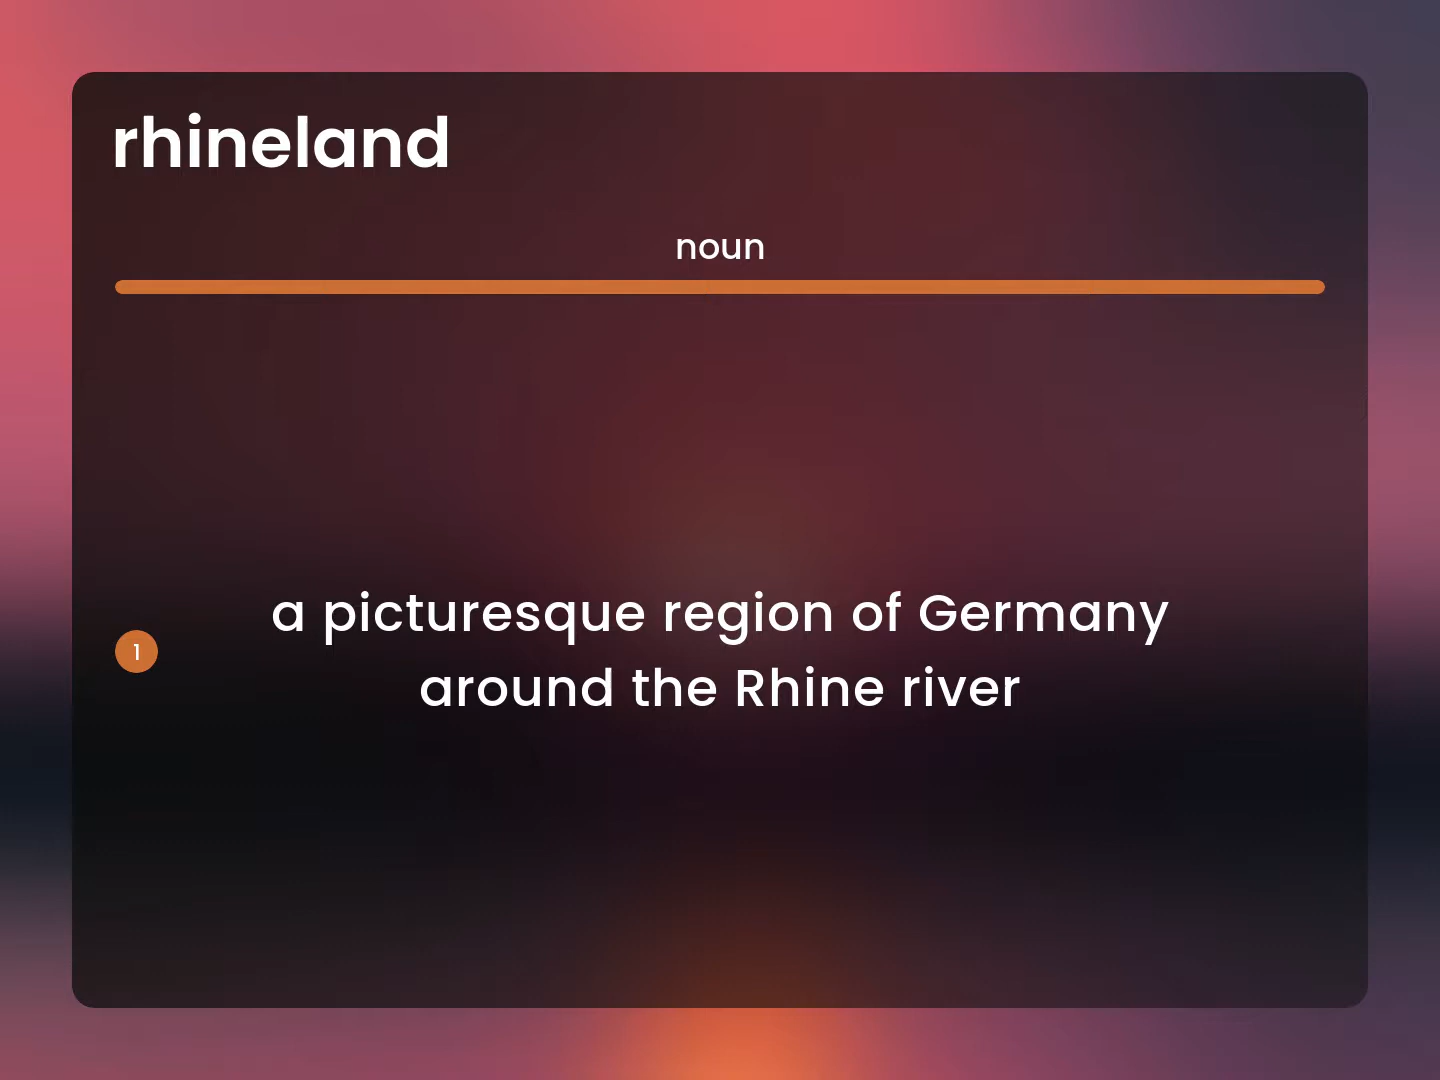 rhineland
noun
1
a picturesque region of Germany
around the Rhine river